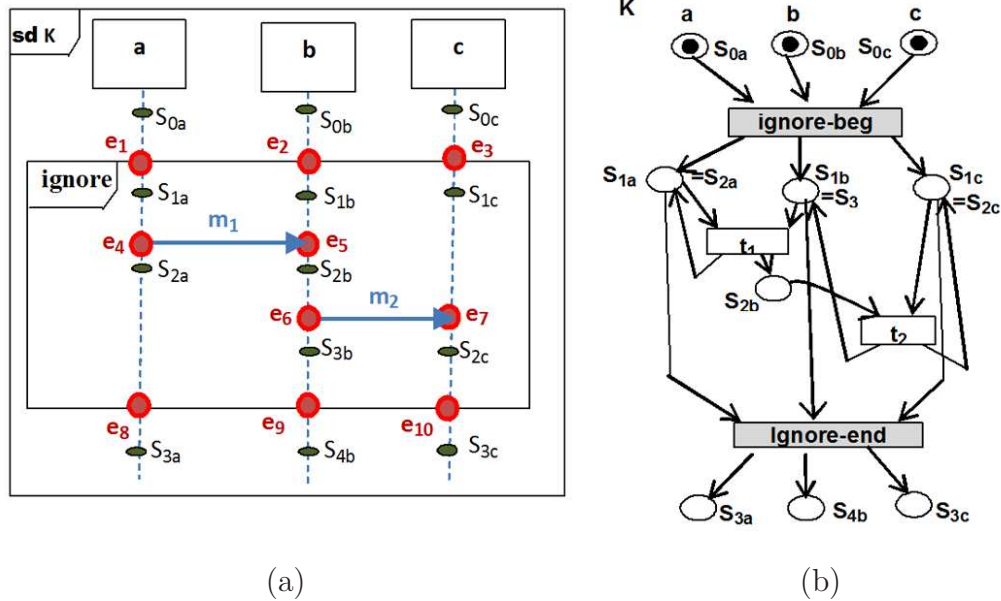 sd K
a b c
S0a S0b S0c
e1 e2 e3
ignore
S1a S1b S1c
m1
e4 e5
S2a S2b
m2
e6 e7
S3b S2c
e8 e9 e10
S3a S4b S3c
(a)
K
a b c
S0a S0b S0c
ignore-beg
S1a =S2a S1b =S3 S1c =S2c
t1
S2b
t2
Ignore-end
S3a S4b S3c
(b)